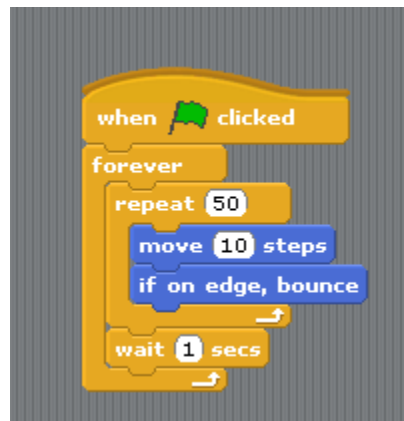 when clicked
forever
repeat 50
move 10 steps
if on edge, bounce
wait 1 secs